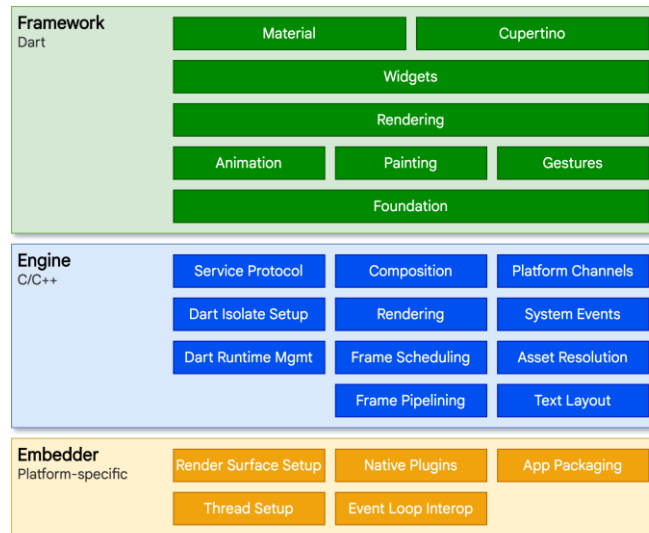 Framework
Dart
Material
Cupertino
Widgets
Rendering
Animation
Painting
Gestures
Foundation
Engine
C/C++
Service Protocol
Composition
Platform Channels
Dart Isolate Setup
Rendering
System Events
Dart Runtime Mgmt
Frame Scheduling
Asset Resolution
Frame Pipelining
Text Layout
Embedder
Platform-specific
Render Surface Setup
Native Plugins
App Packaging
Thread Setup
Event Loop Interop